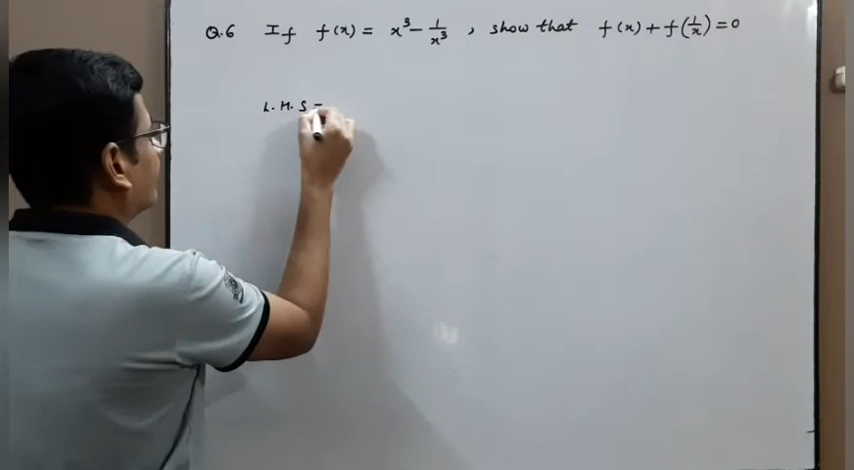 Q.6 If f(x) = x³ - 1/x³ , show that f(x) + f(1/x) = 0
L.H.S =